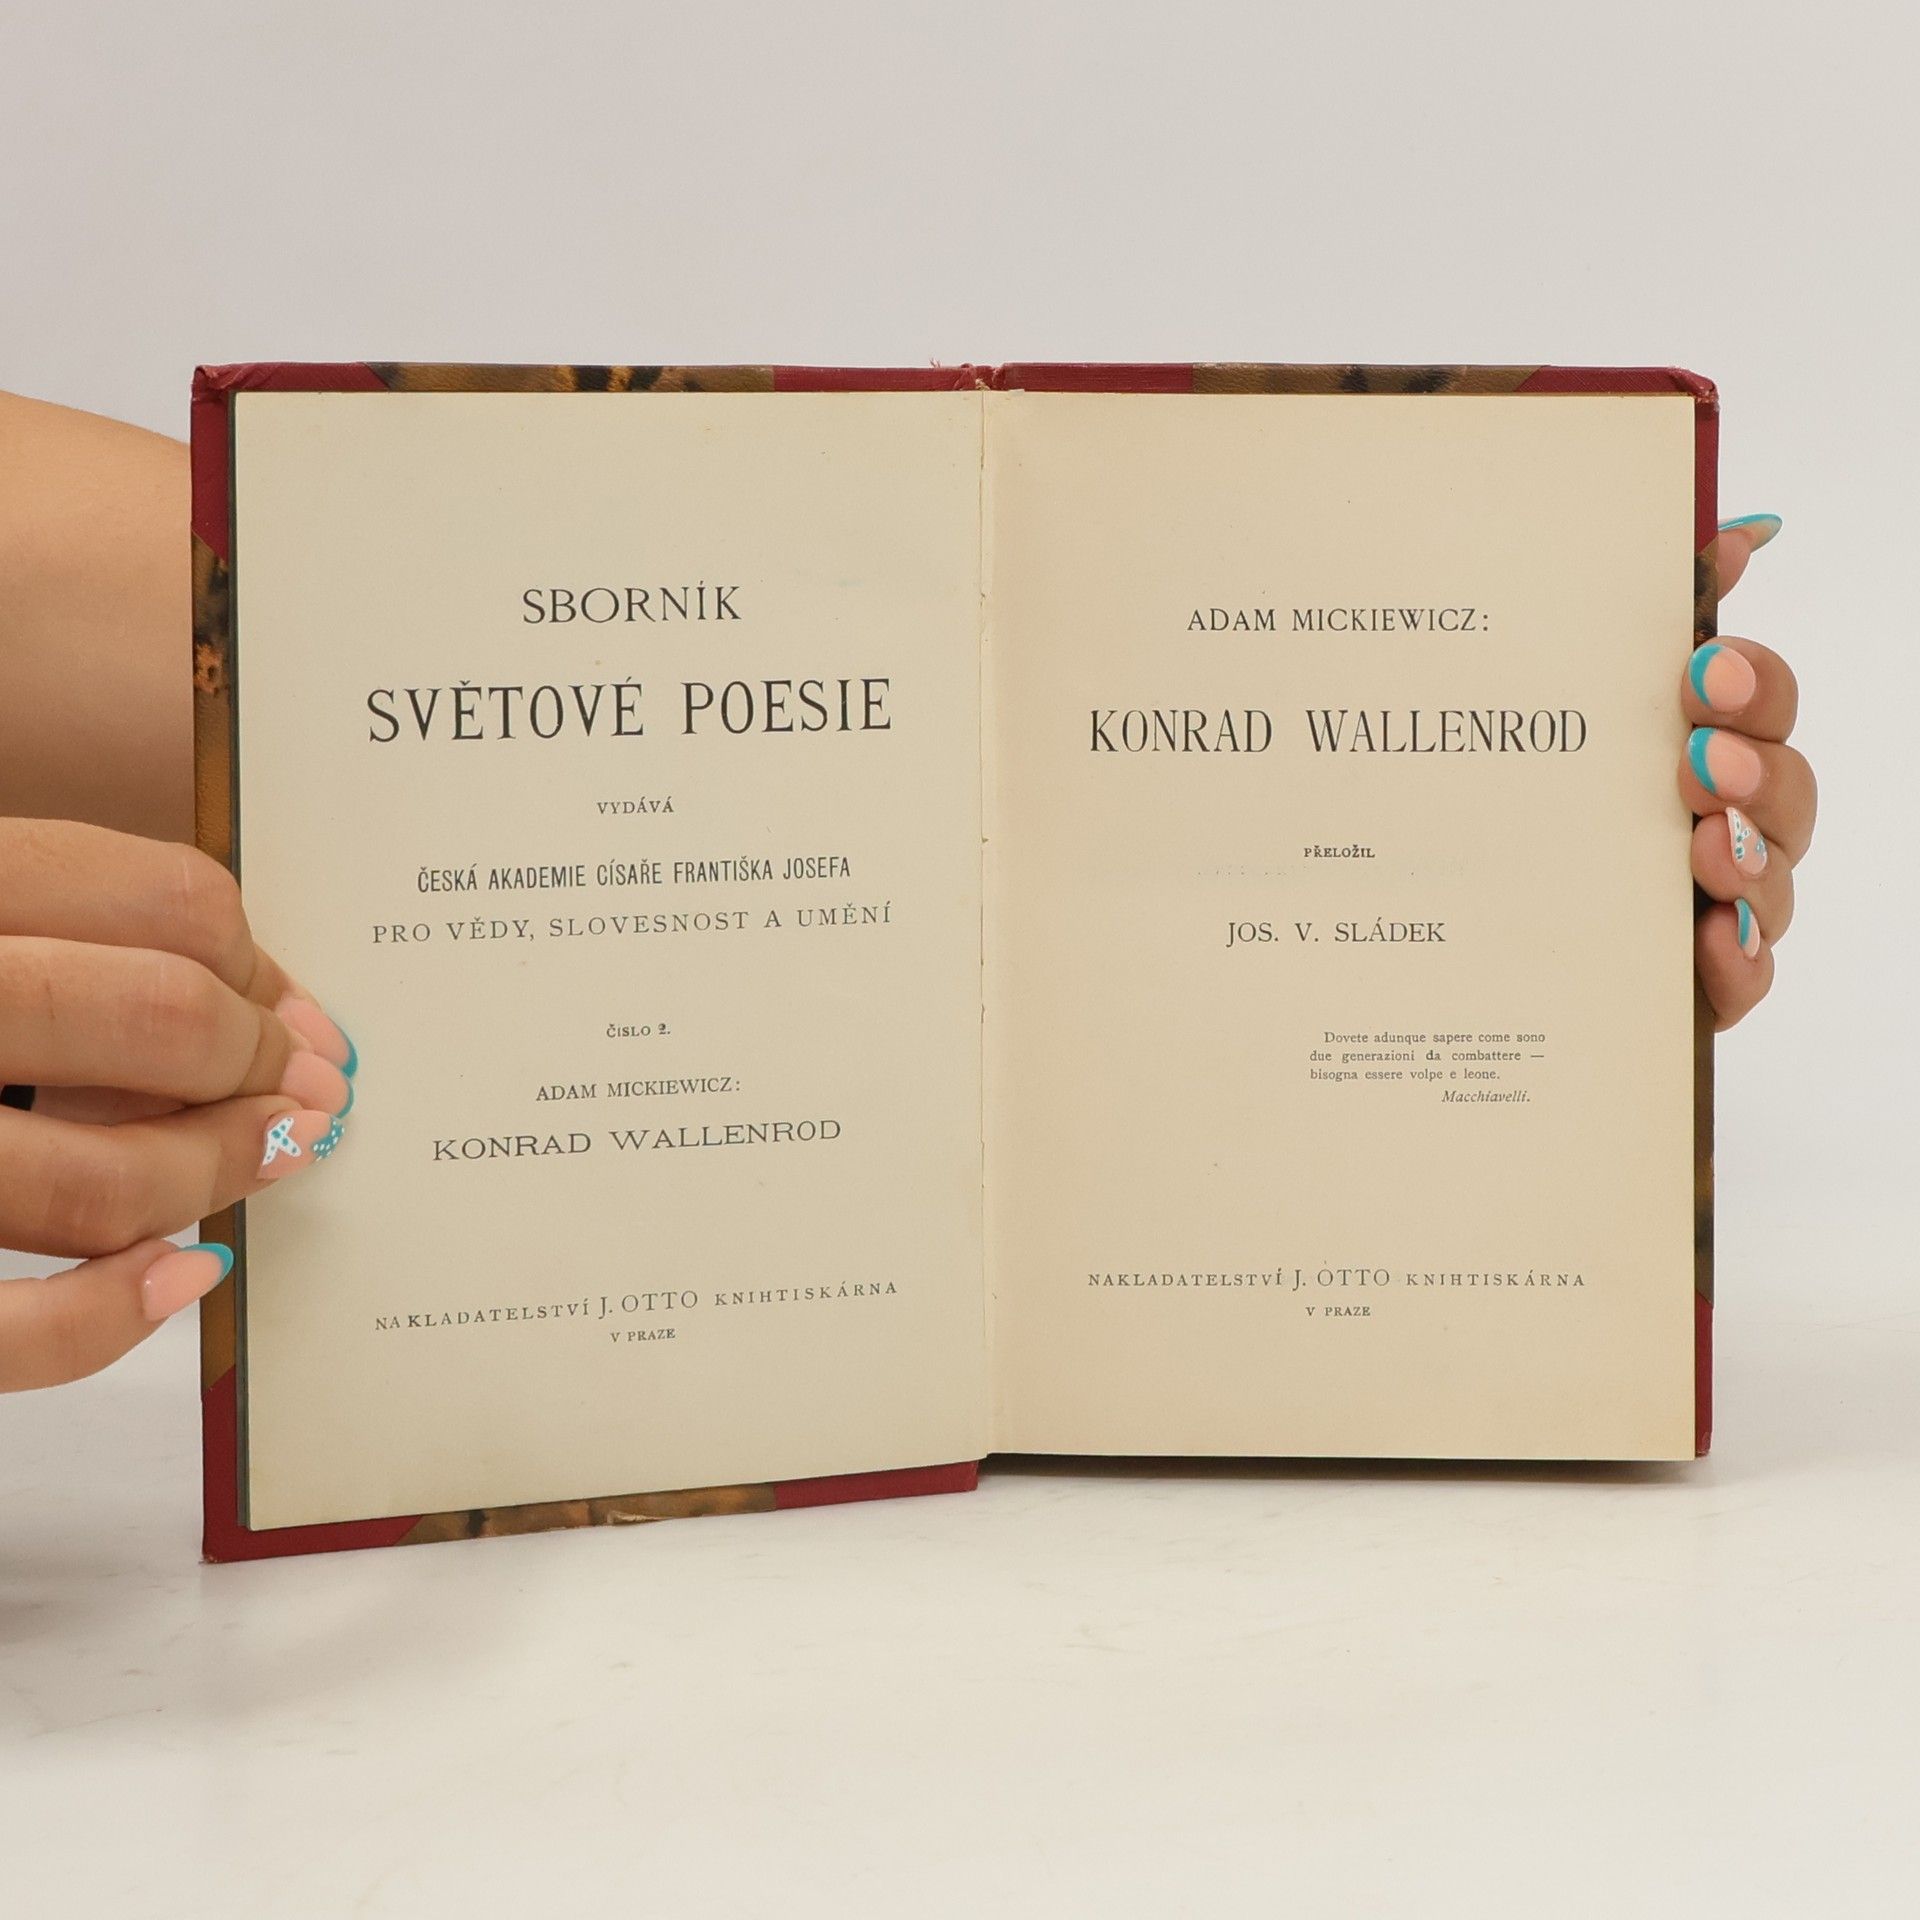 SBORNÍK
SVĚTOVÉ POESIE
VYDÁVÁ
ČESKÁ AKADEMIE CÍSAŘE FRANTIŠKA JOSEFA
PRO VĚDY, SLOVESNOST A UMĚNÍ
ČÍSLO 2.
ADAM MICKIEWICZ:
KONRAD WALLENROD
NAKLADATELSTVÍ J. OTTO KNIHTISKÁRNA
V PRAZE
ADAM MICKIEWICZ:
KONRAD WALLENROD
PŘELOŽIL
JOS. V. SLÁDEK
Dovete adunque sapere come sono
due generazioni da combattere —
bisogna essere volpe e leone.
Macchiavelli.
NAKLADATELSTVÍ J. OTTO KNIHTISKÁRNA
V PRAZE